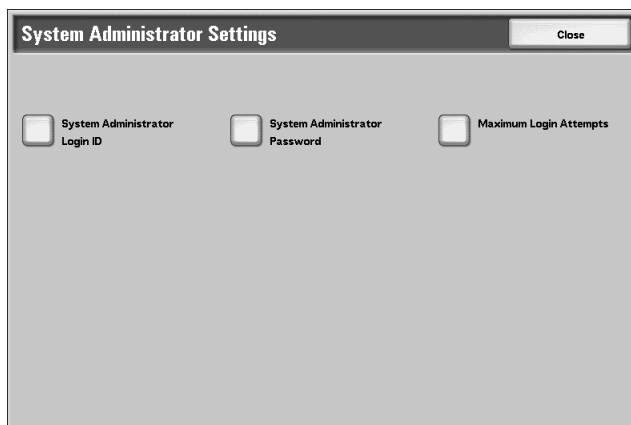 System Administrator Settings
Close
System Administrator
Login ID
System Administrator
Password
Maximum Login Attempts